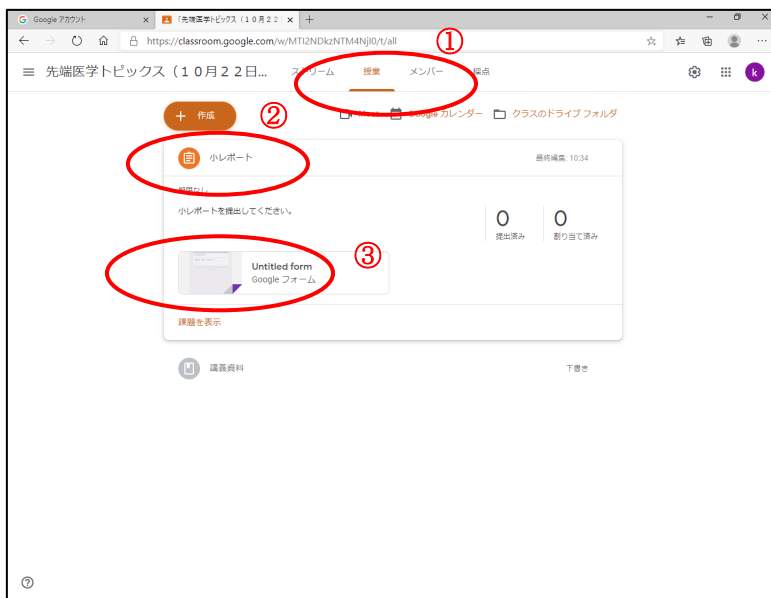 Google アカウント
「先端医学トピックス（１０月２２
https://classroom.google.com/w/MTI2NDkzNTM4NjI0/t/all
①
先端医学トピックス（１０月２２日...
ストリーム 授業 メンバー 採点
k
+ 作成
②
Meet Google カレンダー クラスのドライブ フォルダ
小レポート
最終編集: 10:34
期限なし
小レポートを提出してください。
0 0
提出済み 割り当て済み
③
Untitled form
Google フォーム
課題を表示
講義資料
下書き